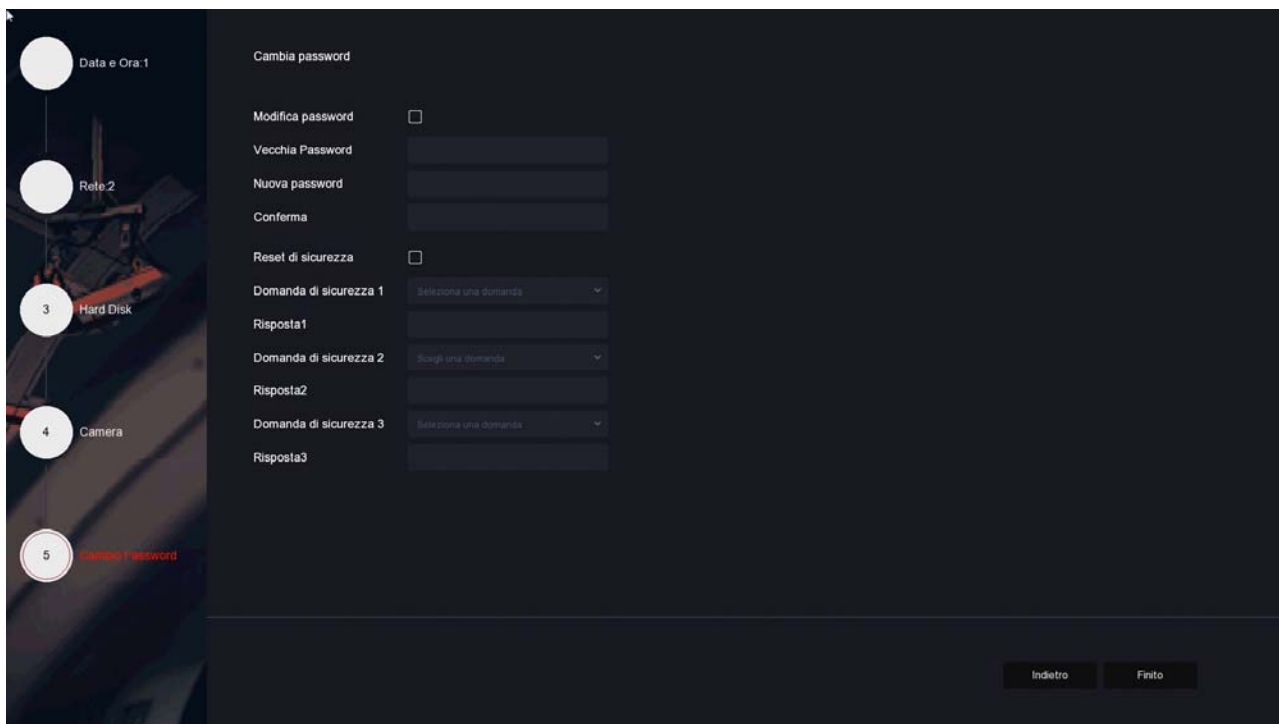 Data e Ora:1
Rete:2
3
Hard Disk
4
Camera
5
Cambio Password
Cambia password
Modifica password
Vecchia Password
Nuova password
Conferma
Reset di sicurezza
Domanda di sicurezza 1
Seleziona una domanda
Risposta1
Domanda di sicurezza 2
Scegli una domanda
Risposta2
Domanda di sicurezza 3
Seleziona una domanda
Risposta3
Indietro
Finito